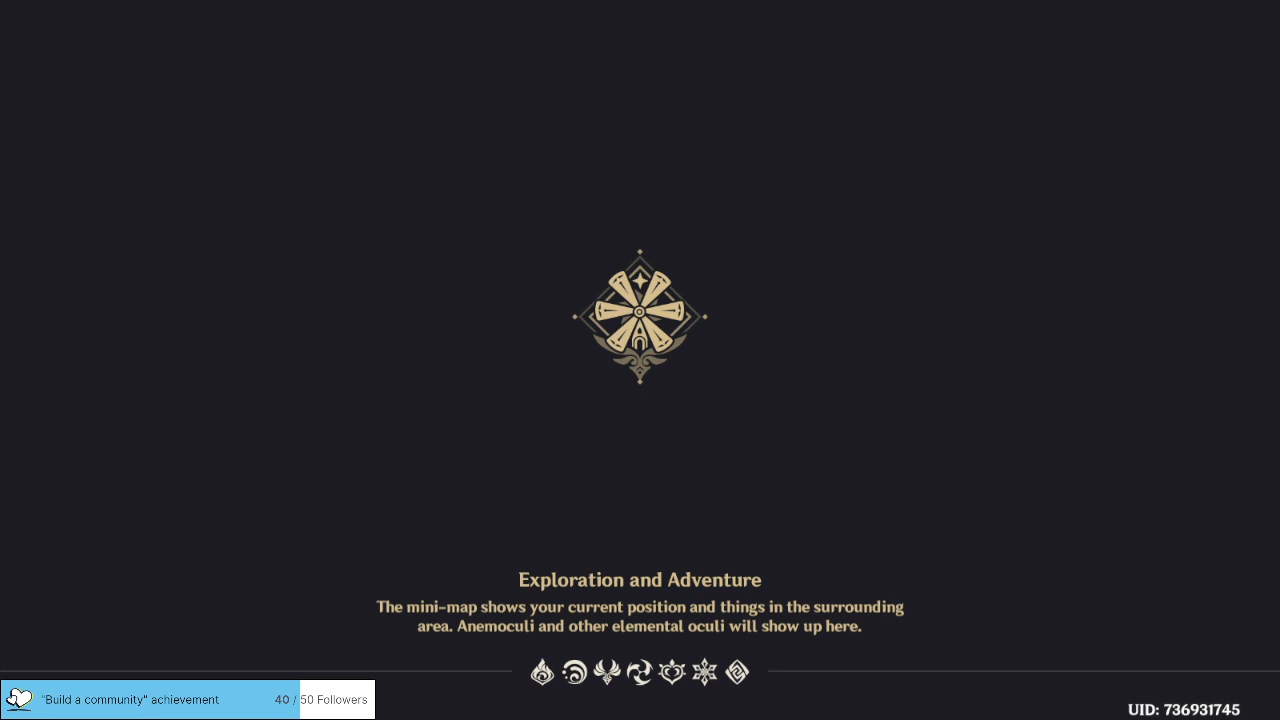 Exploration and Adventure
The mini-map shows your current position and things in the surrounding
area. Anemoculi and other elemental oculi will show up here.
"Build a community" achievement 40 / 50 Followers
UID: 736931745